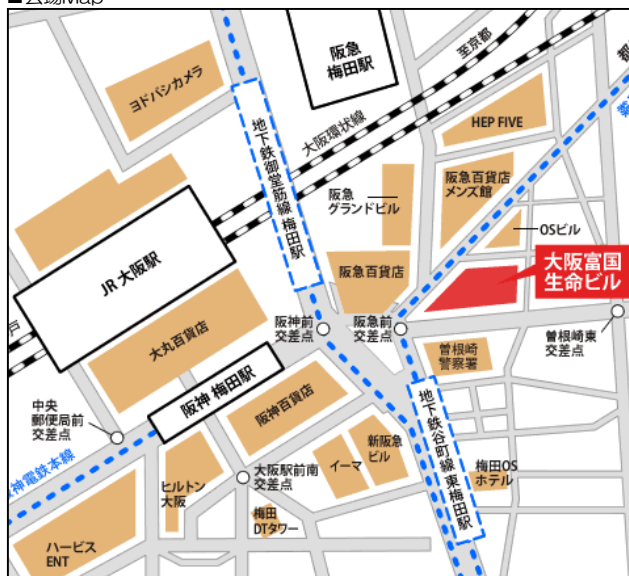 ■会場Map
ヨドバシカメラ
阪急
梅田駅
至京都
大阪環状線
HEP FIVE
地下鉄御堂筋線 梅田駅
阪急
グランドビル
阪急百貨店
メンズ館
OSビル
大阪富国
生命ビル
JR 大阪駅
阪急百貨店
大丸百貨店
阪神前
交差点
阪急前
交差点
曽根崎東
交差点
曽根崎
警察署
阪神 梅田駅
阪神百貨店
中央
郵便局前
交差点
地下鉄谷町線 東梅田駅
新阪急
ビル
イーマ
大阪駅前南
交差点
ヒルトン
大阪
梅田OS
ホテル
神電鉄本線
梅田
DTタワー
ハービス
ENT